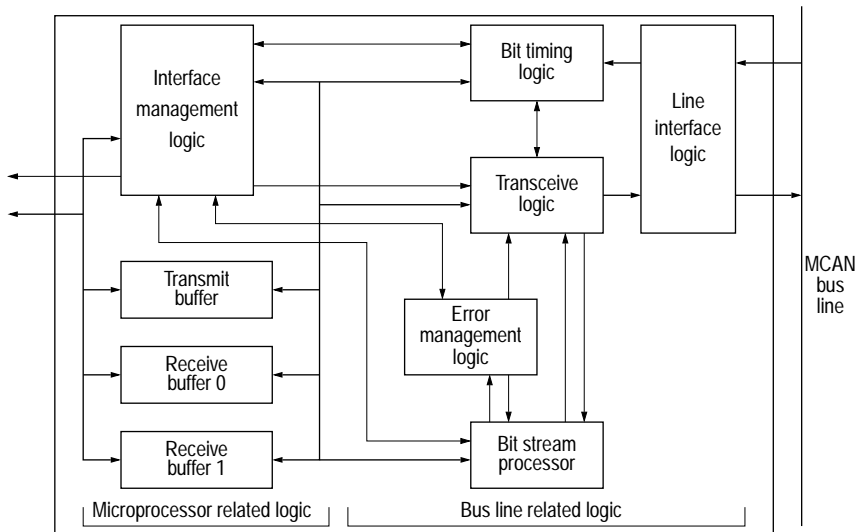 Interface
management
logic
Bit timing
logic
Line
interface
logic
Transceive
logic
MCAN
bus
line
Transmit
buffer
Error
management
logic
Receive
buffer 0
Receive
buffer 1
Bit stream
processor
Microprocessor related logic
Bus line related logic